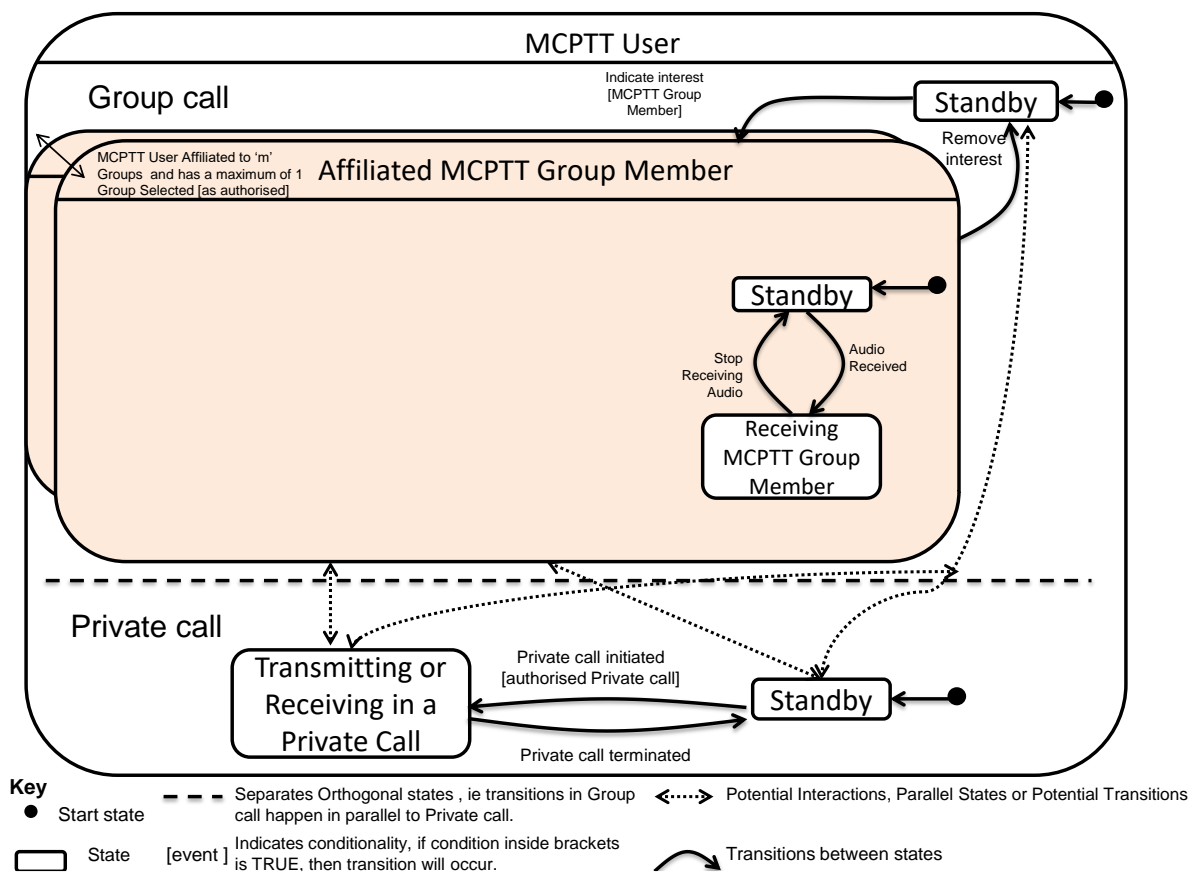 MCPTT User
Group call
Indicate interest
[MCPTT Group
Member]
Standby
Remove
interest
MCPTT User Affiliated to ‘m’
Groups and has a maximum of 1
Group Selected [as authorised]
Affiliated MCPTT Group Member
Standby
Stop
Receiving
Audio
Audio
Received
Receiving
MCPTT Group
Member
Private call
Transmitting or
Receiving in a
Private Call
Private call initiated
[authorised Private call]
Standby
Private call terminated
Key
Start state
Separates Orthogonal states , ie transitions in Group
call happen in parallel to Private call.
Potential Interactions, Parallel States or Potential Transitions
State
[event ]
Indicates conditionality, if condition inside brackets
is TRUE, then transition will occur.
Transitions between states